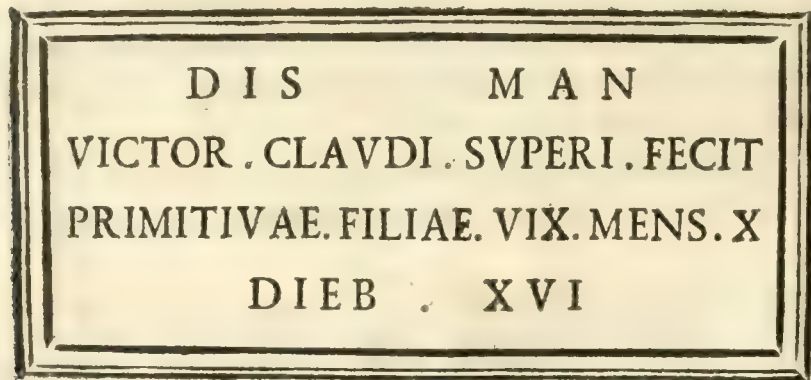 DIS MAN
VICTOR . CLAVDI . SVPERI . FECIT
PRIMITIVAE. FILIAE. VIX. MENS. X
DIEB . XVI